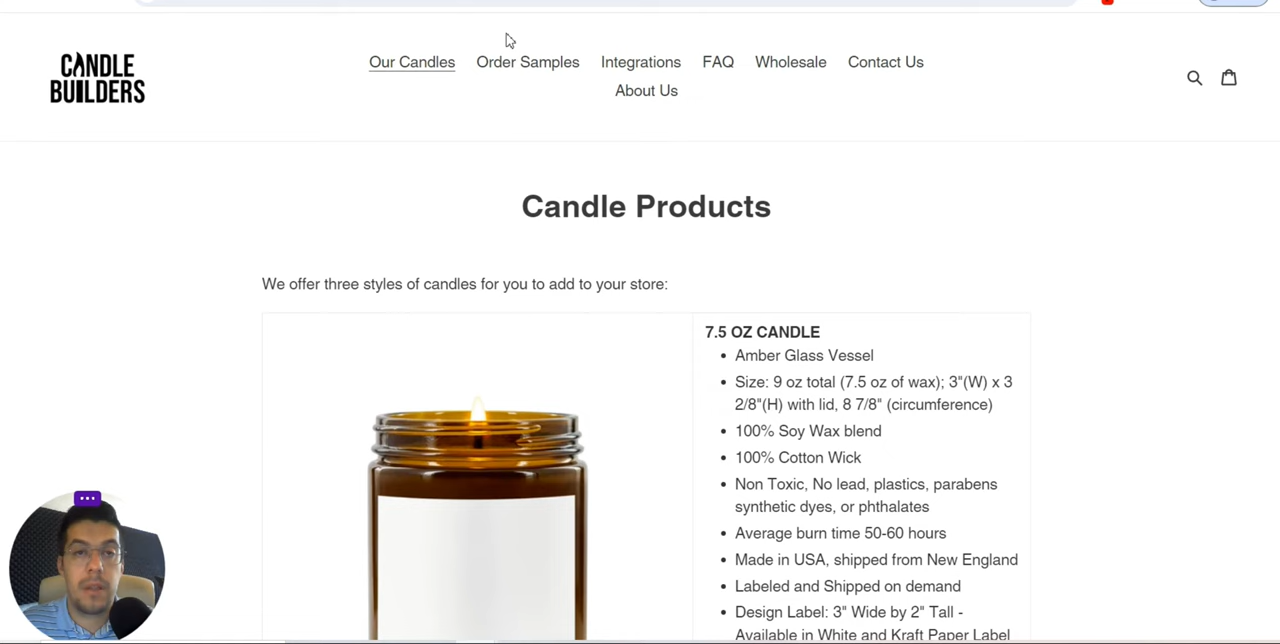 CANDLE
BUILDERS
Our Candles Order Samples Integrations FAQ Wholesale Contact Us
About Us
Candle Products
We offer three styles of candles for you to add to your store:
7.5 OZ CANDLE
• Amber Glass Vessel
• Size: 9 oz total (7.5 oz of wax); 3"(W) x 3
2/8"(H) with lid, 8 7/8" (circumference)
• 100% Soy Wax blend
• 100% Cotton Wick
• Non Toxic, No lead, plastics, parabens
synthetic dyes, or phthalates
• Average burn time 50-60 hours
• Made in USA, shipped from New England
• Labeled and Shipped on demand
• Design Label: 3" Wide by 2" Tall -
Available in White and Kraft Paper Label